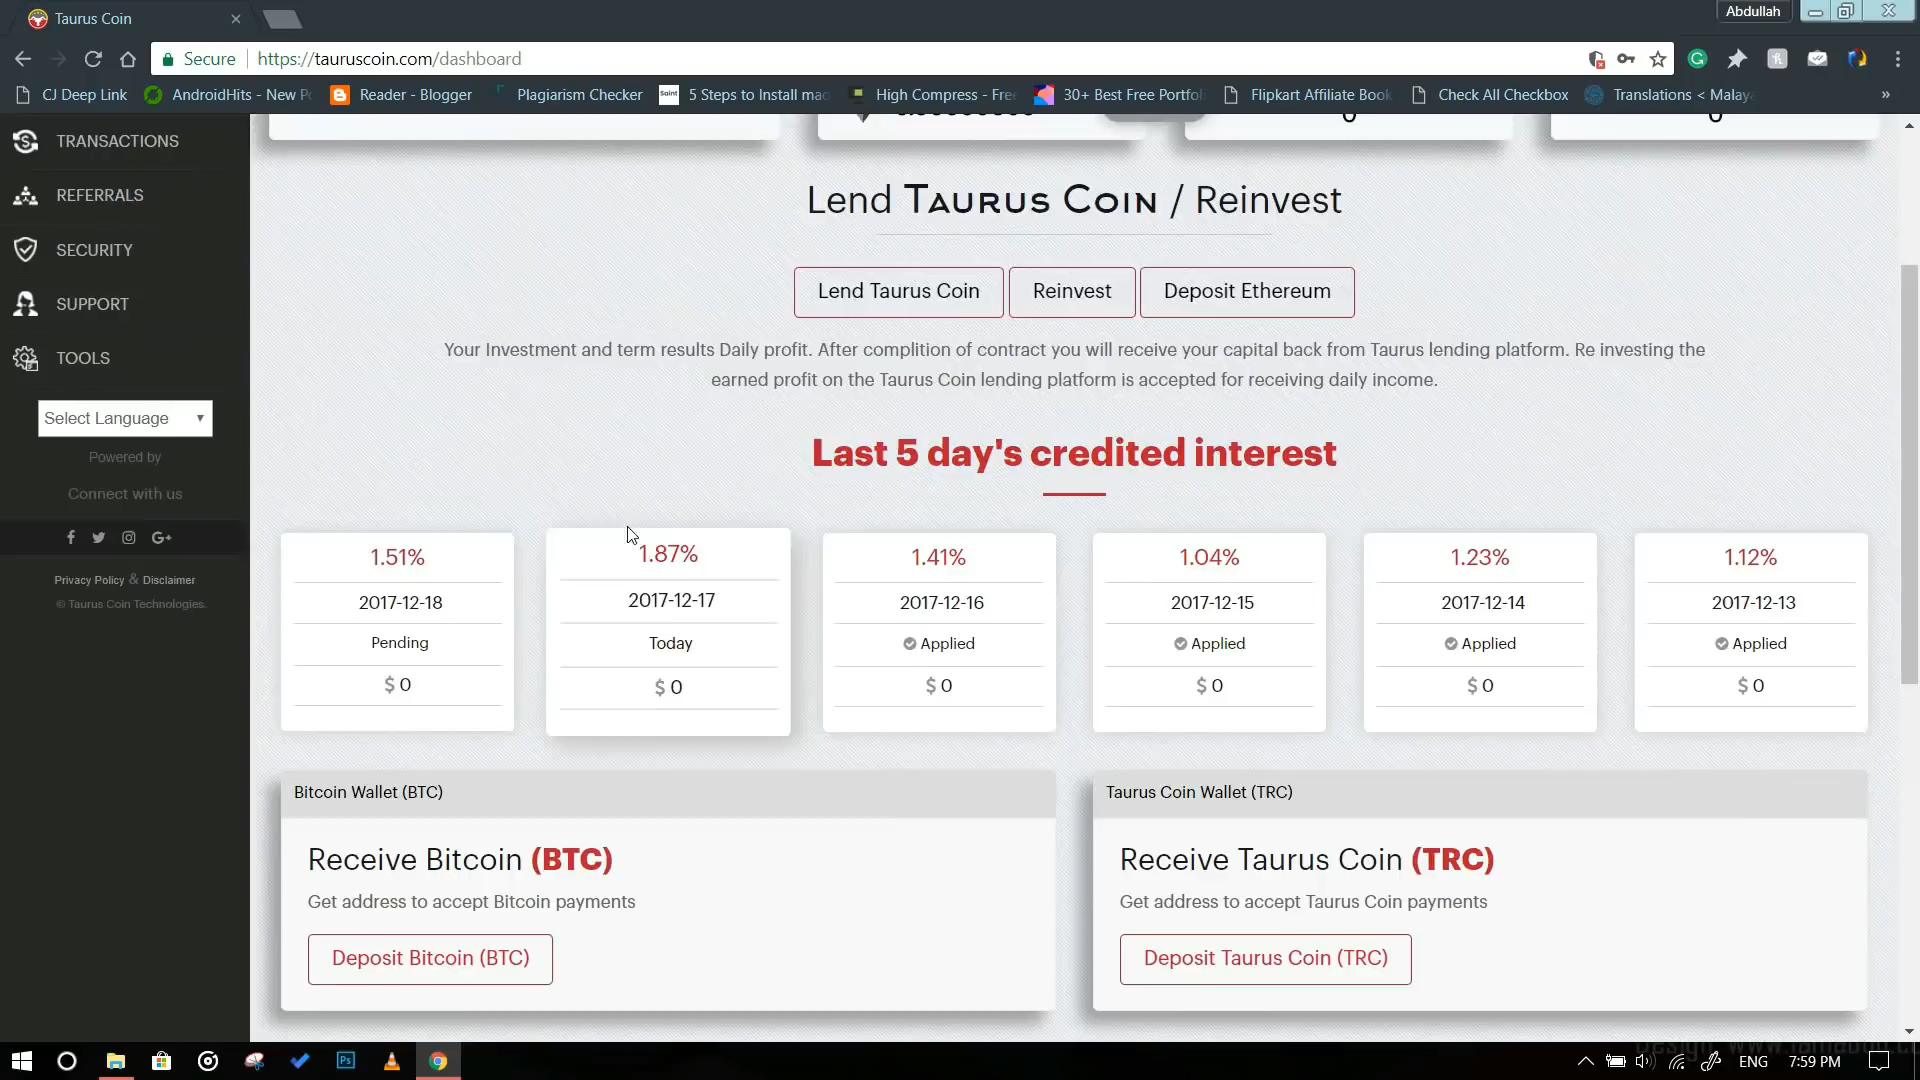 Taurus Coin
Abdullah
Secure
https://tauruscoin.com/dashboard
CJ Deep Link
AndroidHits - New P
Reader - Blogger
Plagiarism Checker
5 Steps to Install mac
High Compress - Fre
30+ Best Free Portfol
Flipkart Affiliate Book
Check All Checkbox
Translations < Malay
»
TRANSACTIONS
REFERRALS
SECURITY
SUPPORT
TOOLS
Select Language
Powered by
Connect with us
Privacy Policy & Disclaimer
© Taurus Coin Technologies.
0
0
Lend TAURUS COIN / Reinvest
Lend Taurus Coin
Reinvest
Deposit Ethereum
Your Investment and term results Daily profit. After complition of contract you will receive your capital back from Taurus lending platform. Re investing the
earned profit on the Taurus Coin lending platform is accepted for receiving daily income.
Last 5 day's credited interest
1.51%
2017-12-18
Pending
$ 0
1.87%
2017-12-17
Today
$ 0
1.41%
2017-12-16
Applied
$ 0
1.04%
2017-12-15
Applied
$ 0
1.23%
2017-12-14
Applied
$ 0
1.12%
2017-12-13
Applied
$ 0
Bitcoin Wallet (BTC)
Receive Bitcoin (BTC)
Get address to accept Bitcoin payments
Deposit Bitcoin (BTC)
Taurus Coin Wallet (TRC)
Receive Taurus Coin (TRC)
Get address to accept Taurus Coin payments
Deposit Taurus Coin (TRC)
ENG
7:59 PM